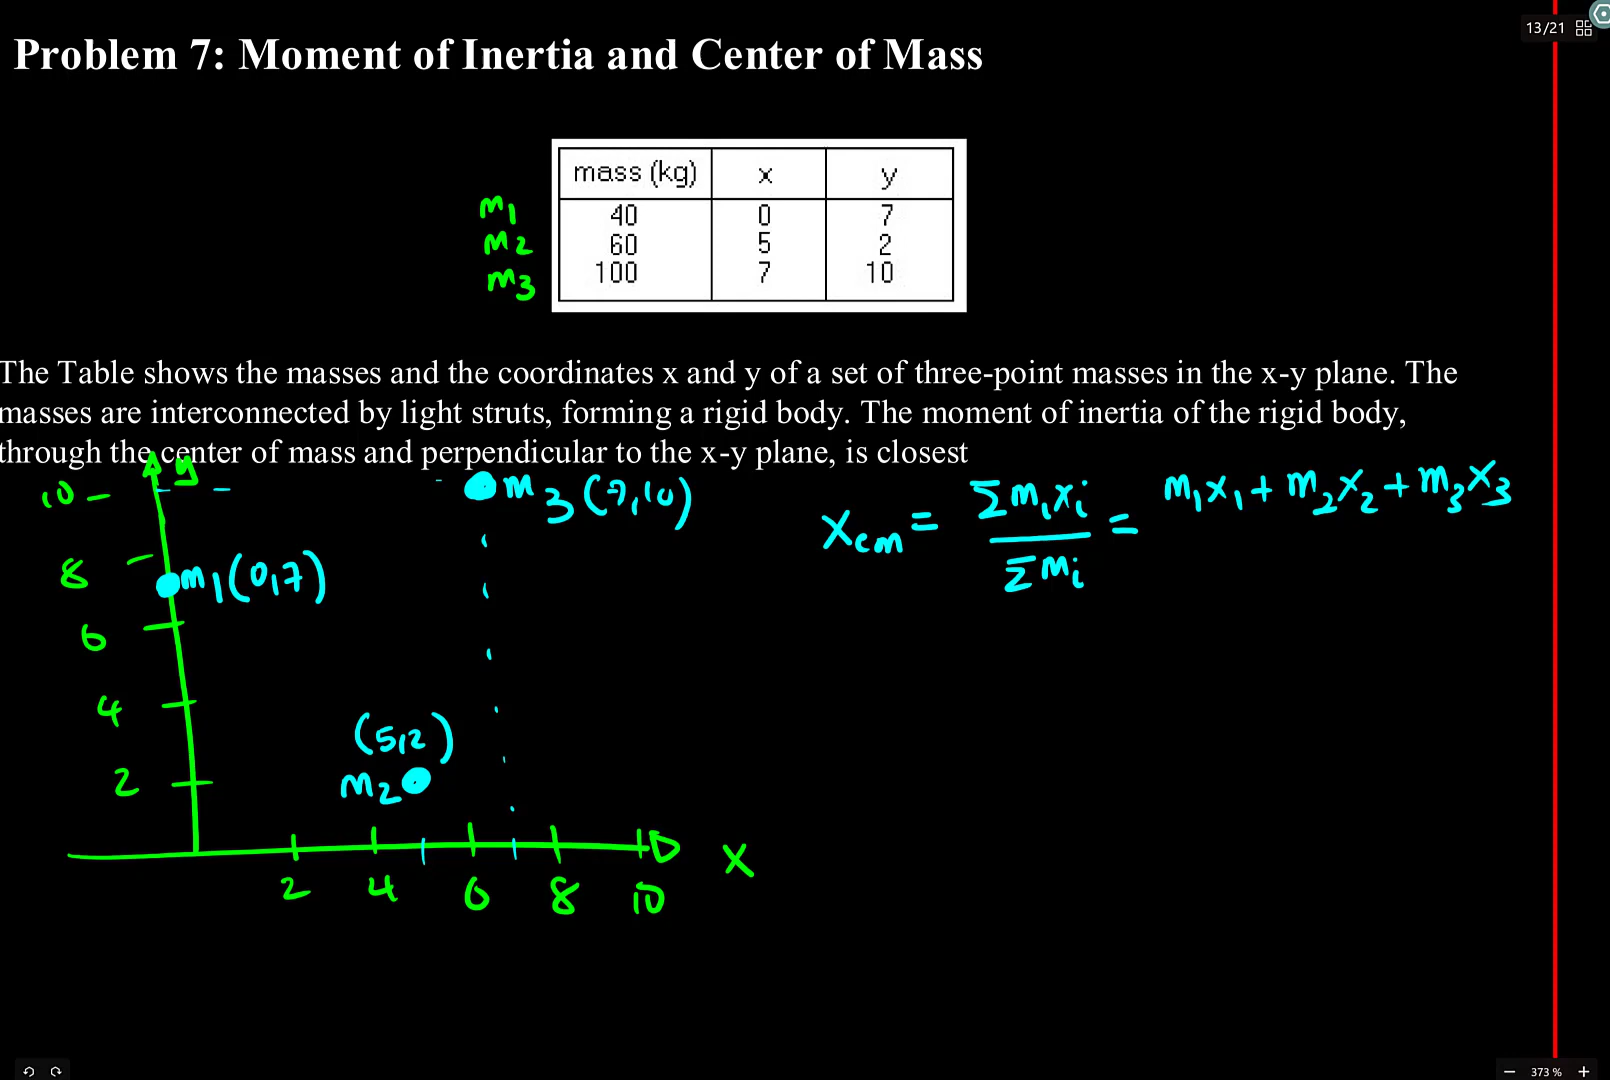 13/21
Problem 7: Moment of Inertia and Center of Mass
mass (kg) x y
m1 40 0 7
m2 60 5 2
m3 100 7 10
The Table shows the masses and the coordinates x and y of a set of three-point masses in the x-y plane. The
masses are interconnected by light struts, forming a rigid body. The moment of inertia of the rigid body,
through the center of mass and perpendicular to the x-y plane, is closest
y
10
m3 (7,10)
Xcm = Σmixi / Σmi = m1x1 + m2x2 + m3x3
8
m1(0,7)
6
4
(5,2)
m2
2
x
2 4 6 8 10
373 %